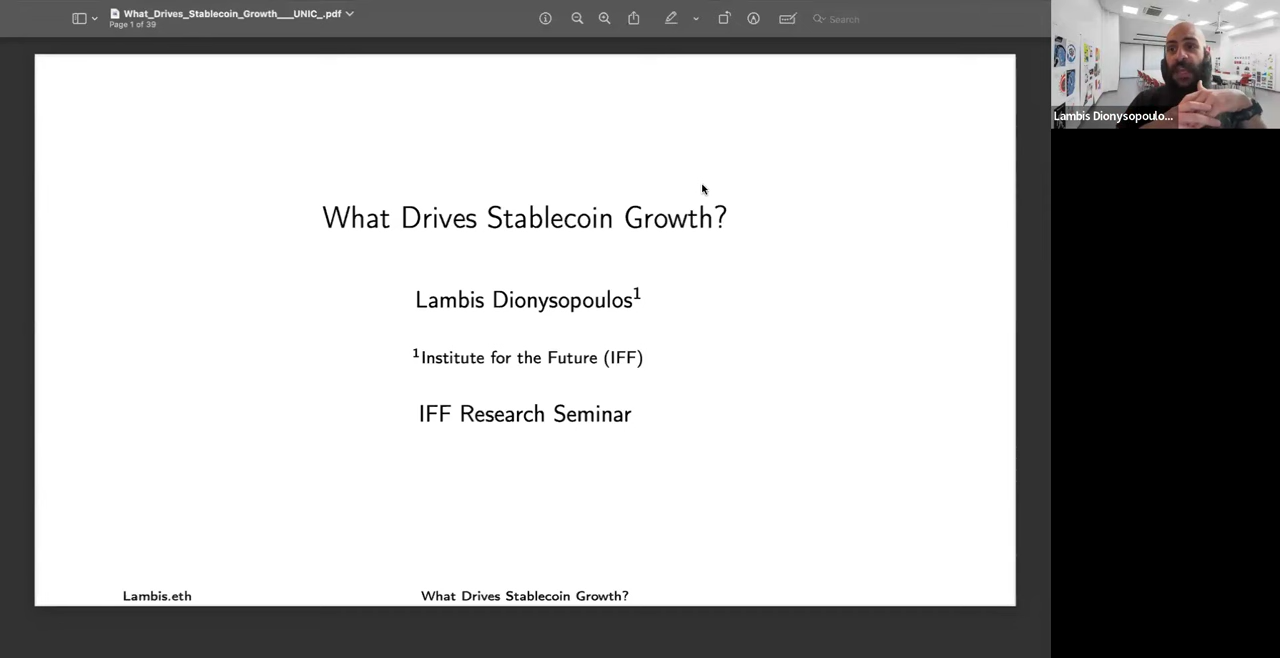 What_Drives_Stablecoin_Growth___UNIC_.pdf
Page 1 of 39
Search
Lambis Dionysopoulo...
What Drives Stablecoin Growth?
Lambis Dionysopoulos1
1Institute for the Future (IFF)
IFF Research Seminar
Lambis.eth
What Drives Stablecoin Growth?